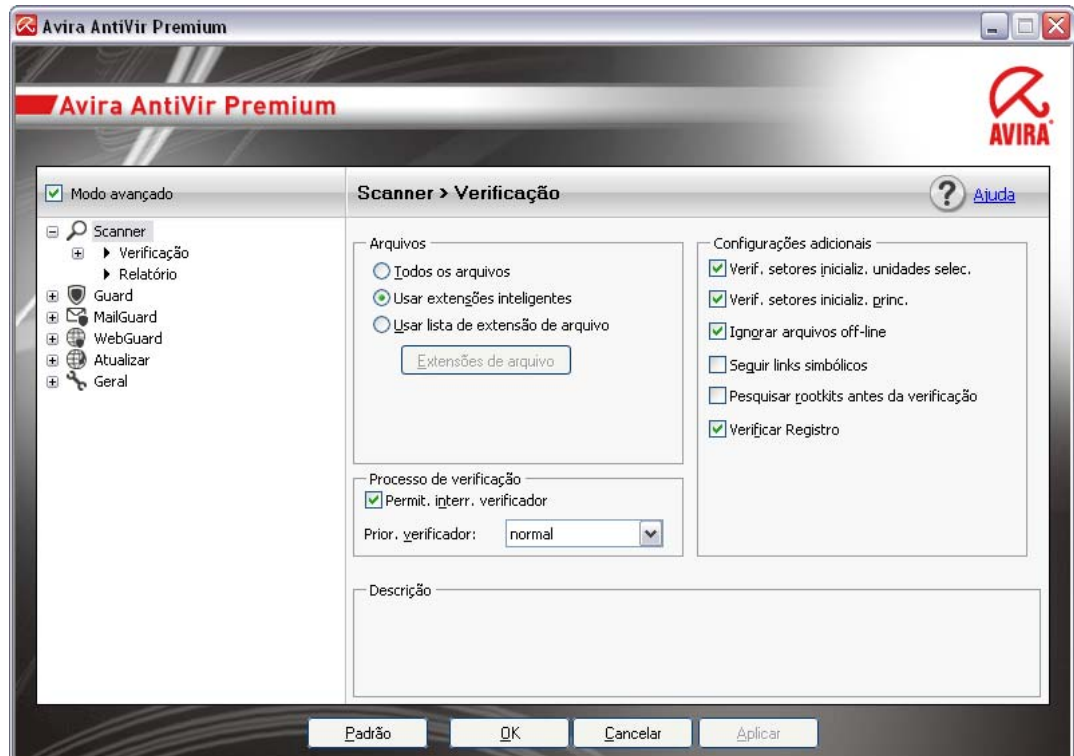 Avira AntiVir Premium
Avira AntiVir Premium
AVIRA
Modo avançado
Scanner
Verificação
Relatório
Guard
MailGuard
WebGuard
Atualizar
Geral
Scanner > Verificação
? Ajuda
Arquivos
Todos os arquivos
Usar extensões inteligentes
Usar lista de extensão de arquivo
Extensões de arquivo
Processo de verificação
Permit. interr. verificador
Prior. verificador: normal
Configurações adicionais
Verif. setores inicializ. unidades selec.
Verif. setores inicializ. princ.
Ignorar arquivos off-line
Seguir links simbólicos
Pesquisar rootkits antes da verificação
Verificar Registro
Descrição
Padrão
OK
Cancelar
Aplicar